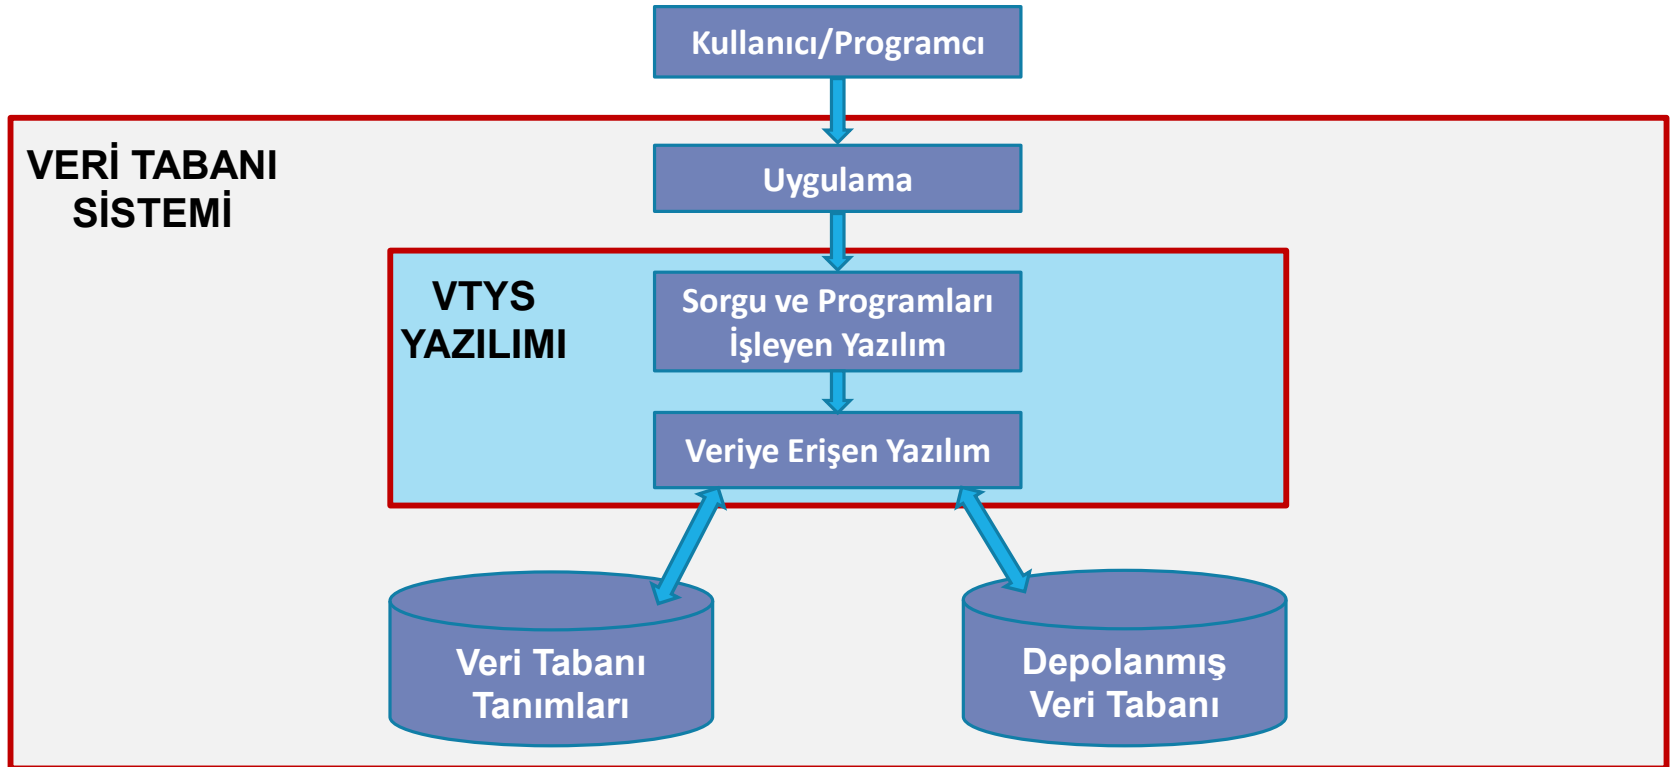 Kullanıcı/Programcı
VERİ TABANI
SİSTEMİ
Uygulama
VTYS
YAZILIMI
Sorgu ve Programları
İşleyen Yazılım
Veriye Erişen Yazılım
Veri Tabanı
Tanımları
Depolanmış
Veri Tabanı